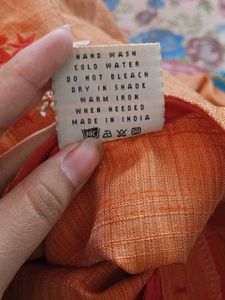 HAND WASH
COLD WATER
DO NOT BLEACH
DRY IN SHADE
WARM IRON
WHEN NEEDED
MADE IN INDIA